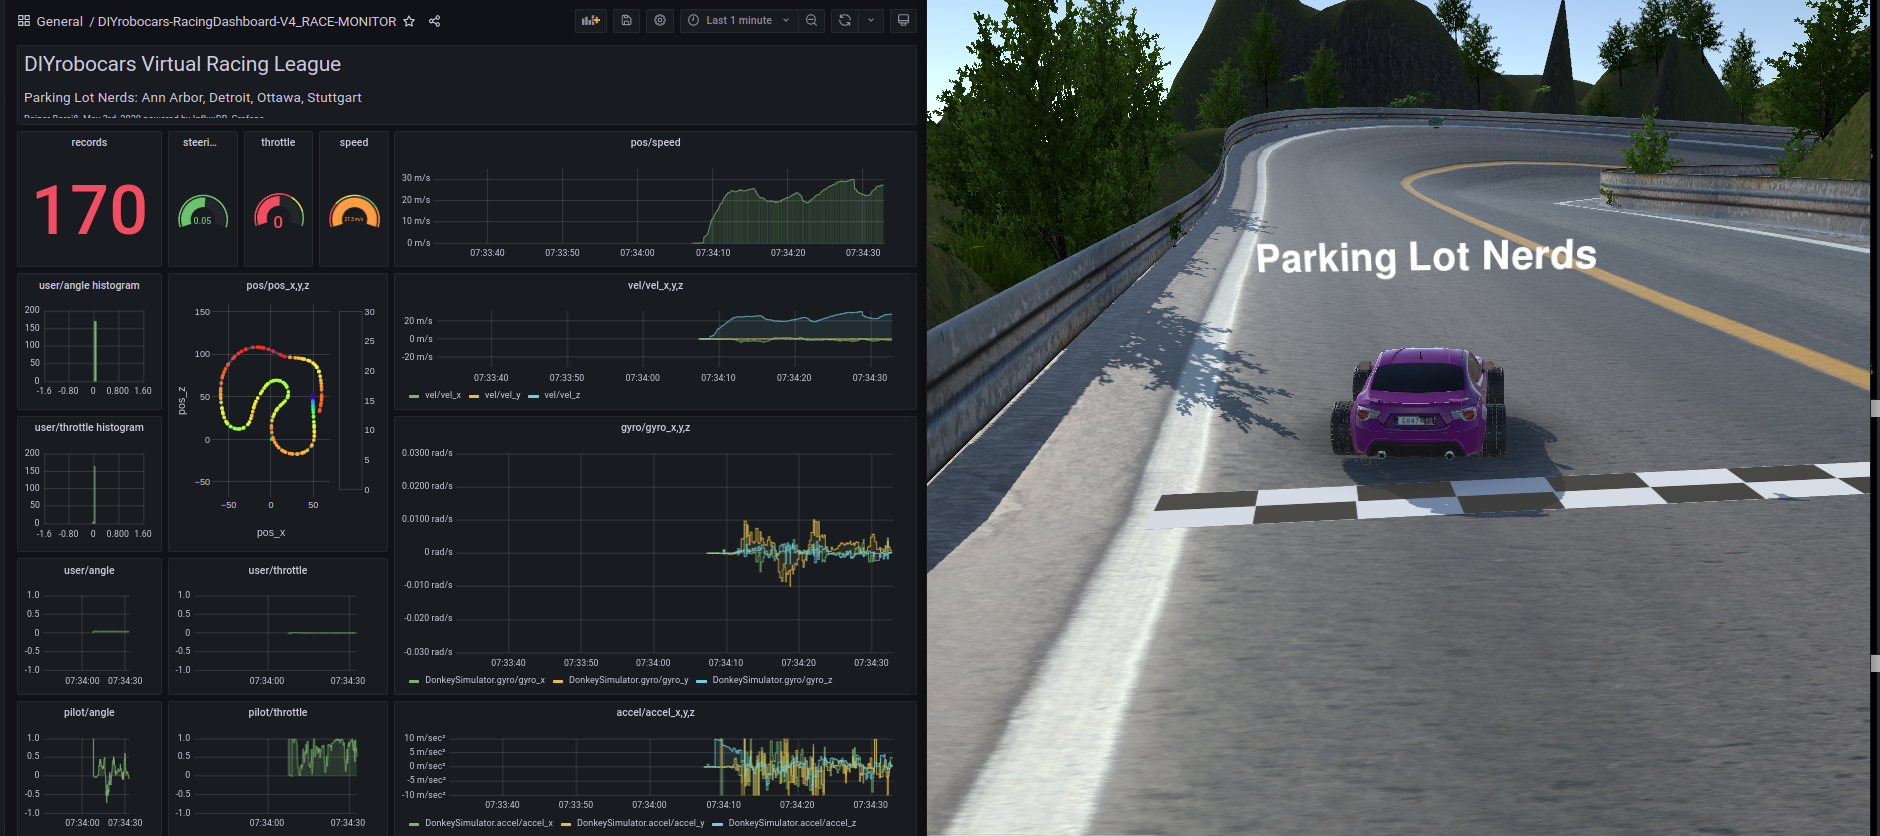 General / DIYrobocars-RacingDashboard-V4_RACE-MONITOR
Last 1 minute
DIYrobocars Virtual Racing League
Parking Lot Nerds: Ann Arbor, Detroit, Ottawa, Stuttgart
records
170
steeri...
0.05
throttle
0
speed
27.3 m/s
pos/speed
30 m/s
20 m/s
10 m/s
0 m/s
07:33:40 07:33:50 07:34:00 07:34:10 07:34:20 07:34:30
user/angle histogram
200
150
100
50
0
-1.6 -0.80 0 0.800 1.60
pos/pos_x,y,z
150
100
50
0
−50
pos_z
−50 0 50
pos_x
30
25
20
15
10
5
0
vel/vel_x,y,z
20 m/s
0 m/s
-20 m/s
07:33:40 07:33:50 07:34:00 07:34:10 07:34:20 07:34:30
vel/vel_x vel/vel_y vel/vel_z
user/throttle histogram
200
150
100
50
0
-1.6 -0.80 0 0.800 1.60
gyro/gyro_x,y,z
0.0300 rad/s
0.0200 rad/s
0.0100 rad/s
0 rad/s
-0.010 rad/s
-0.020 rad/s
-0.030 rad/s
07:33:40 07:33:50 07:34:00 07:34:10 07:34:20 07:34:30
DonkeySimulator.gyro/gyro_x DonkeySimulator.gyro/gyro_y DonkeySimulator.gyro/gyro_z
user/angle
1.0
0.5
0
-0.5
-1.0
07:34:00 07:34:30
user/throttle
1.0
0.5
0
-0.5
-1.0
07:34:00 07:34:30
pilot/angle
1.0
0.5
0
-0.5
-1.0
07:34:00 07:34:30
pilot/throttle
1.0
0.5
0
-0.5
-1.0
07:34:00 07:34:30
accel/accel_x,y,z
10 m/sec²
5 m/sec²
0 m/sec²
-5 m/sec²
-10 m/sec²
07:33:40 07:33:50 07:34:00 07:34:10 07:34:20 07:34:30
DonkeySimulator.accel/accel_x DonkeySimulator.accel/accel_y DonkeySimulator.accel/accel_z
Parking Lot Nerds